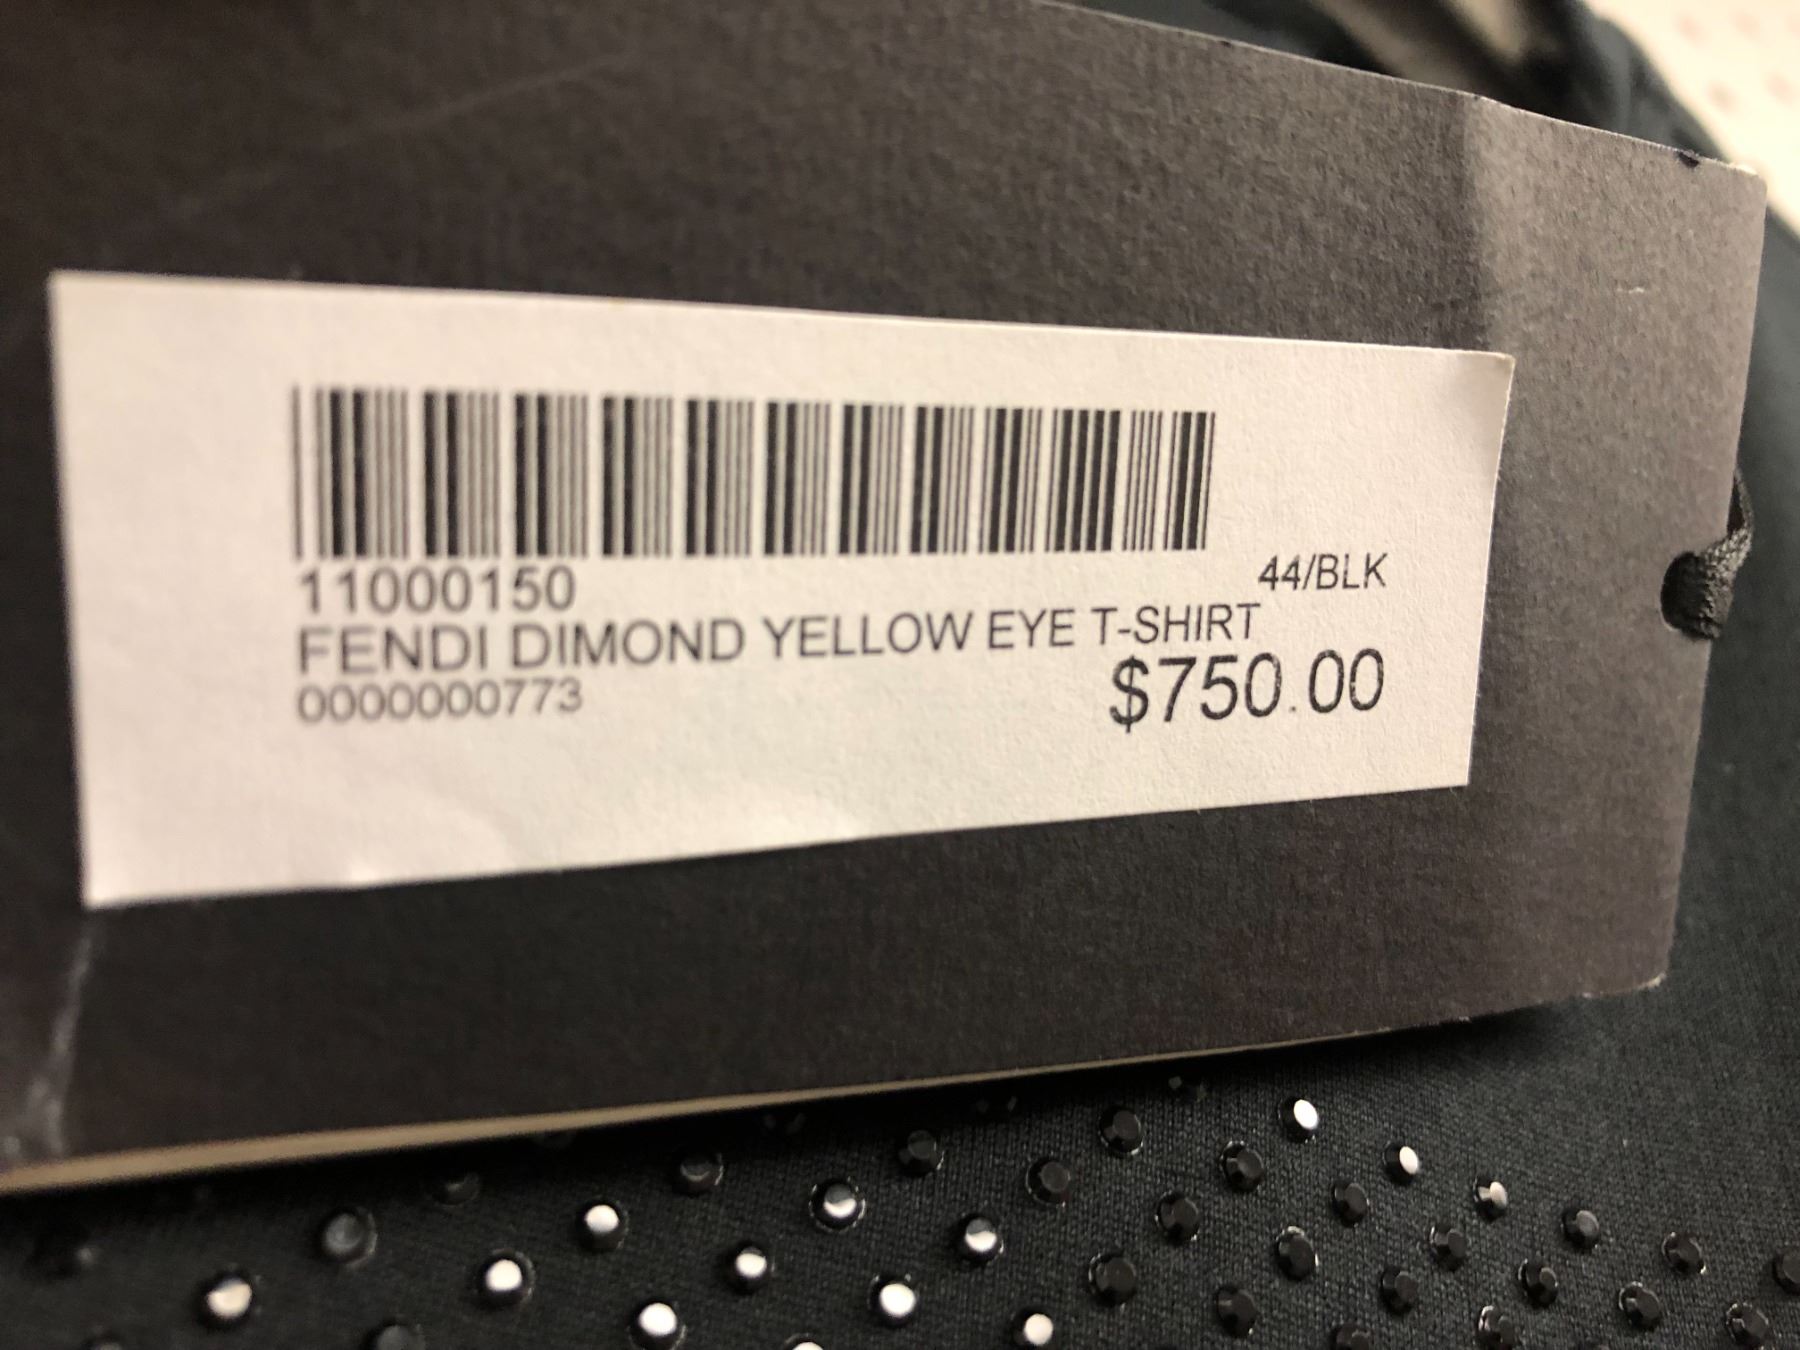 11000150 44/BLK
FENDI DIMOND YELLOW EYE T-SHIRT
0000000773 $750.00